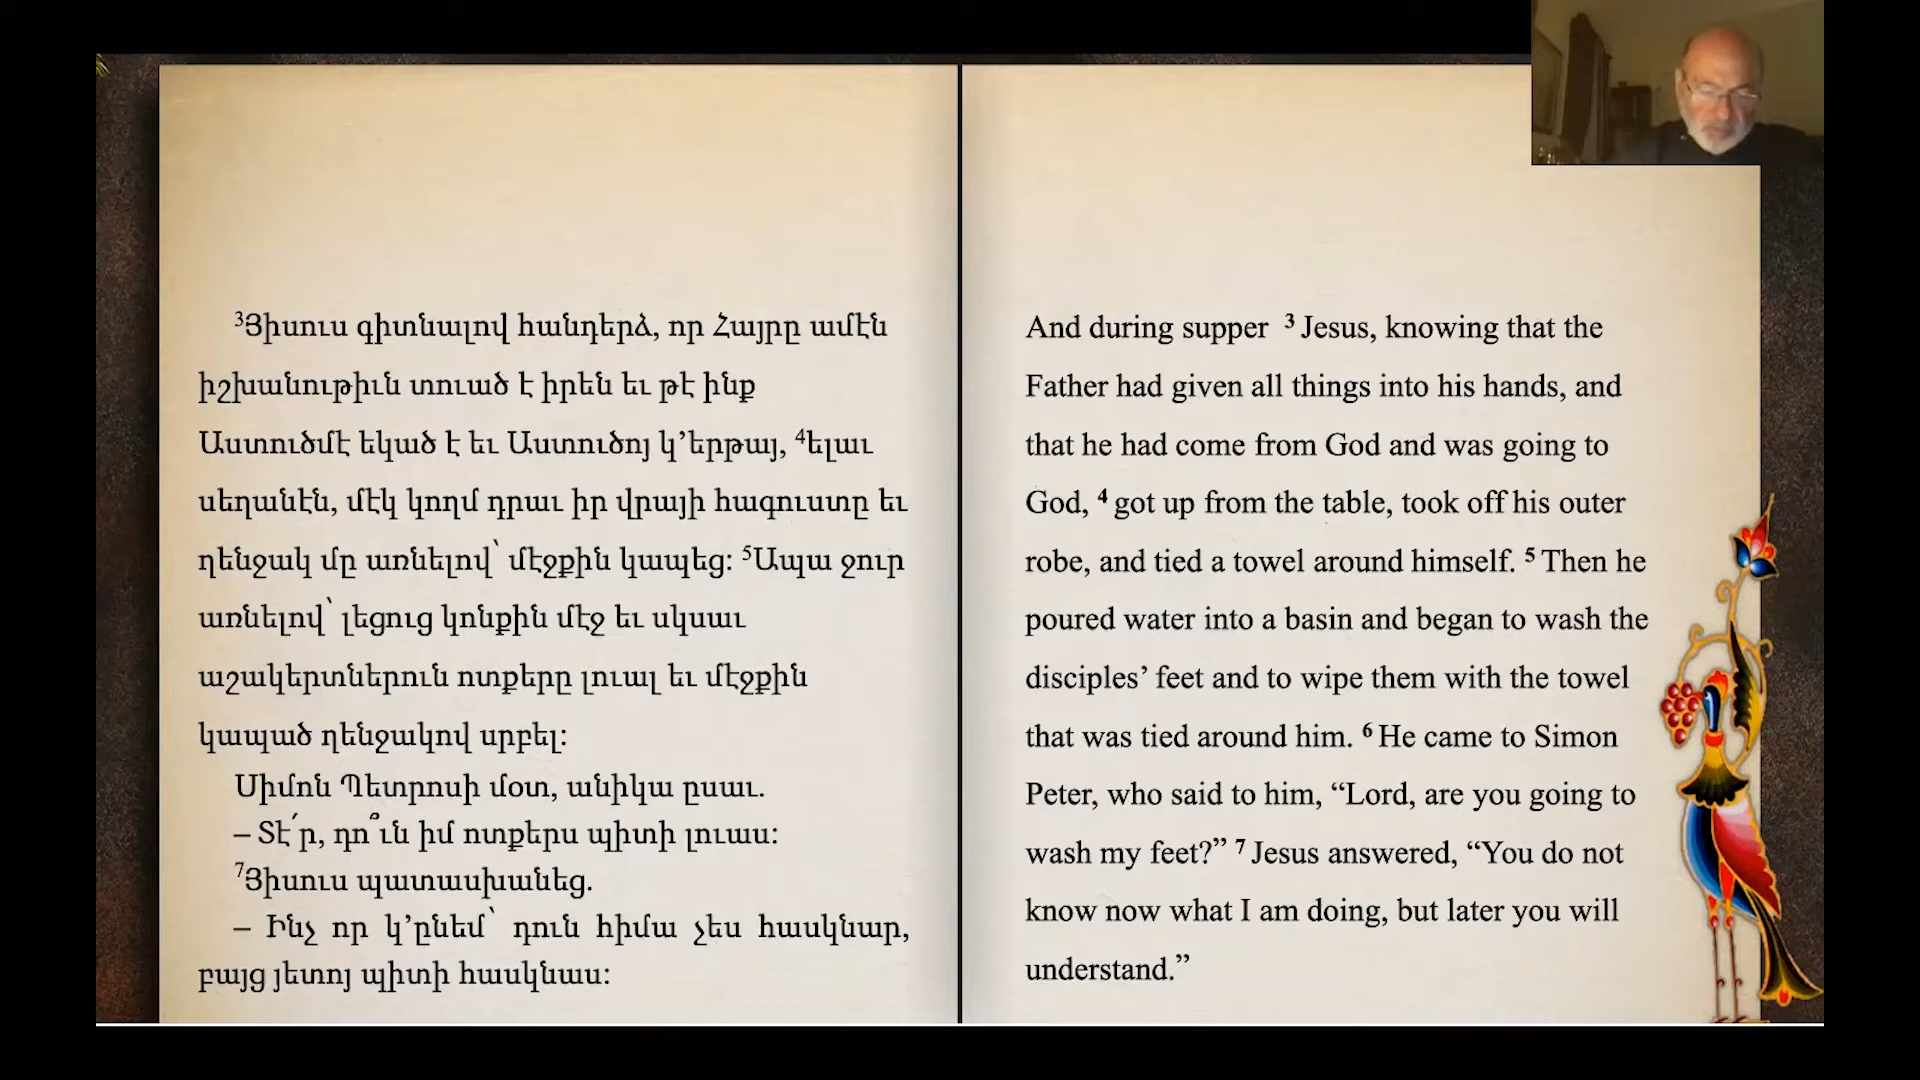 ³Յիսուս գիտնալով հանդերձ, որ Հայրը ամէն
իշխանութիւն տուած է իրեն եւ թէ ինք
Աստուծմէ եկած է եւ Աստուծոյ կ’երթայ, ⁴ելաւ
սեղանէն, մէկ կողմ դրաւ իր վրայի հագուստը եւ
ղենջակ մը առնելով՝ մէջքին կապեց։ ⁵Ապա ջուր
առնելով՝ լեցուց կոնքին մէջ եւ սկսաւ
աշակերտներուն ոտքերը լուալ եւ մէջքին
կապած ղենջակով սրբել։
Սիմոն Պետրոսի մօտ, անիկա ըսաւ.
– Տէ՛ր, դո՞ւն իմ ոտքերս պիտի լուաս։
⁷Յիսուս պատասխանեց.
– Ինչ որ կ’ընեմ՝ դուն հիմա չես հասկնար,
բայց յետոյ պիտի հասկնաս։
And during supper ³ Jesus, knowing that the
Father had given all things into his hands, and
that he had come from God and was going to
God, ⁴ got up from the table, took off his outer
robe, and tied a towel around himself. ⁵ Then he
poured water into a basin and began to wash the
disciples’ feet and to wipe them with the towel
that was tied around him. ⁶ He came to Simon
Peter, who said to him, “Lord, are you going to
wash my feet?” ⁷ Jesus answered, “You do not
know now what I am doing, but later you will
understand.”